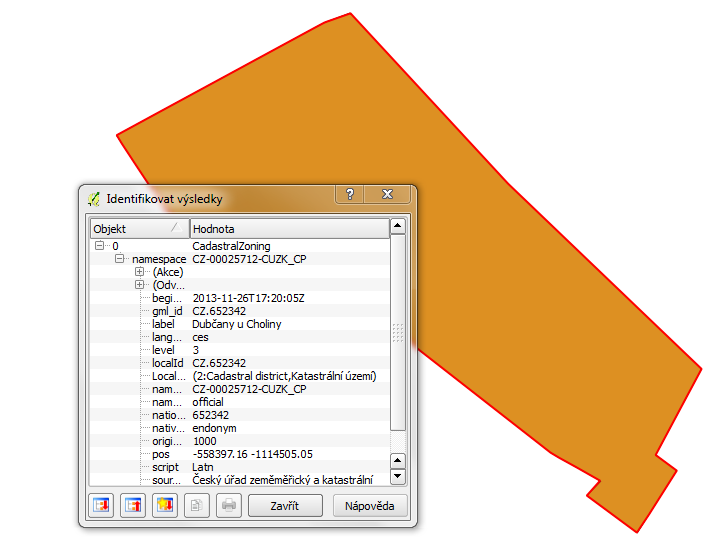 Identifikovat výsledky
Objekt Hodnota
0 CadastralZoning
namespace CZ-00025712-CUZK_CP
(Akce)
(Odv...
begi... 2013-11-26T17:20:05Z
gml_id CZ.652342
label Dubčany u Choliny
lang... ces
level 3
localId CZ.652342
Local... (2:Cadastral district,Katastrální území)
nam... CZ-00025712-CUZK_CP
nam... official
natio... 652342
nativ... endonym
origi... 1000
pos -558397.16 -1114505.05
script Latn
sour... Český úřad zeměměřický a katastrální
Zavřít Nápověda